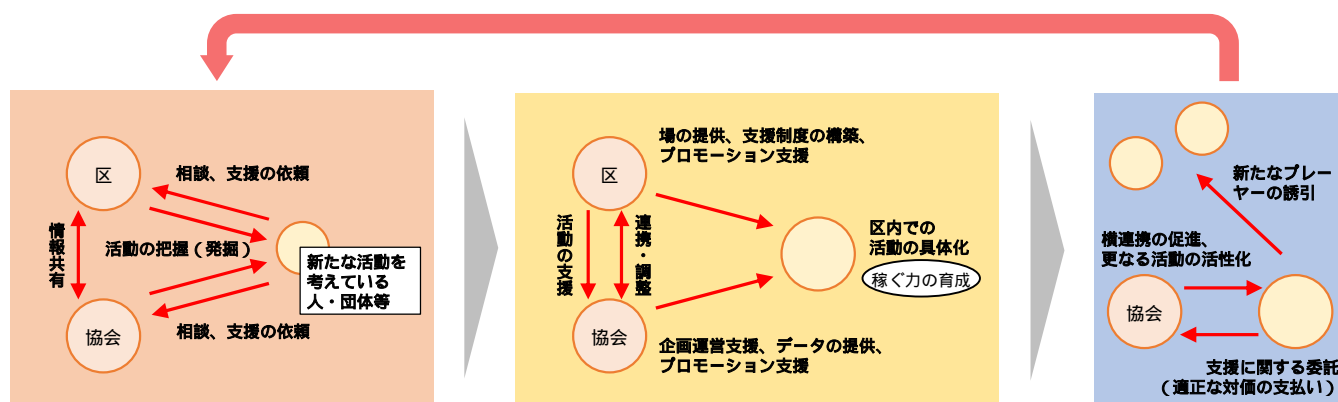 区
相談、支援の依頼
情報共有
活動の把握（発掘）
新たな活動を
考えている
人・団体等
協会
相談、支援の依頼
場の提供、支援制度の構築、
プロモーション支援
区
活動の支援
連携・調整
区内での
活動の具体化
稼ぐ力の育成
協会
企画運営支援、データの提供、
プロモーション支援
新たなプレー
ヤーの誘引
横連携の促進、
更なる活動の活性化
協会
支援に関する委託
（適正な対価の支払い）